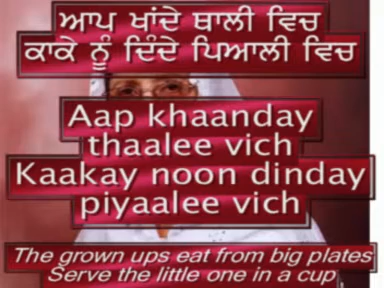 ਆਪ ਖਾਂਦੇ ਥਾਲੀ ਵਿਚ
ਕਾਕੇ ਨੂੰ ਦਿੰਦੇ ਪਿਆਲੀ ਵਿਚ
Aap khaanday
thaalee vich
Kaakay noon dinday
piyaalee vich
The grown ups eat from big plates
Serve the little one in a cup